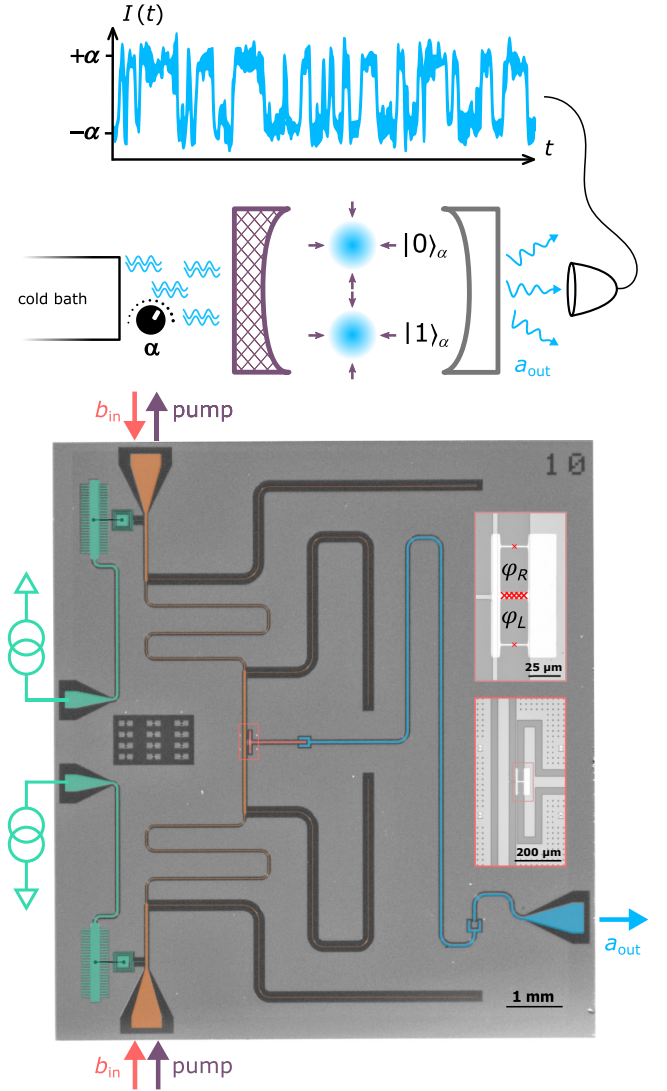 I (t)
+α
−α
t
cold bath
α
|0⟩α
|1⟩α
aout
bin
pump
10
φR
φL
25 μm
200 μm
aout
1 mm
bin
pump